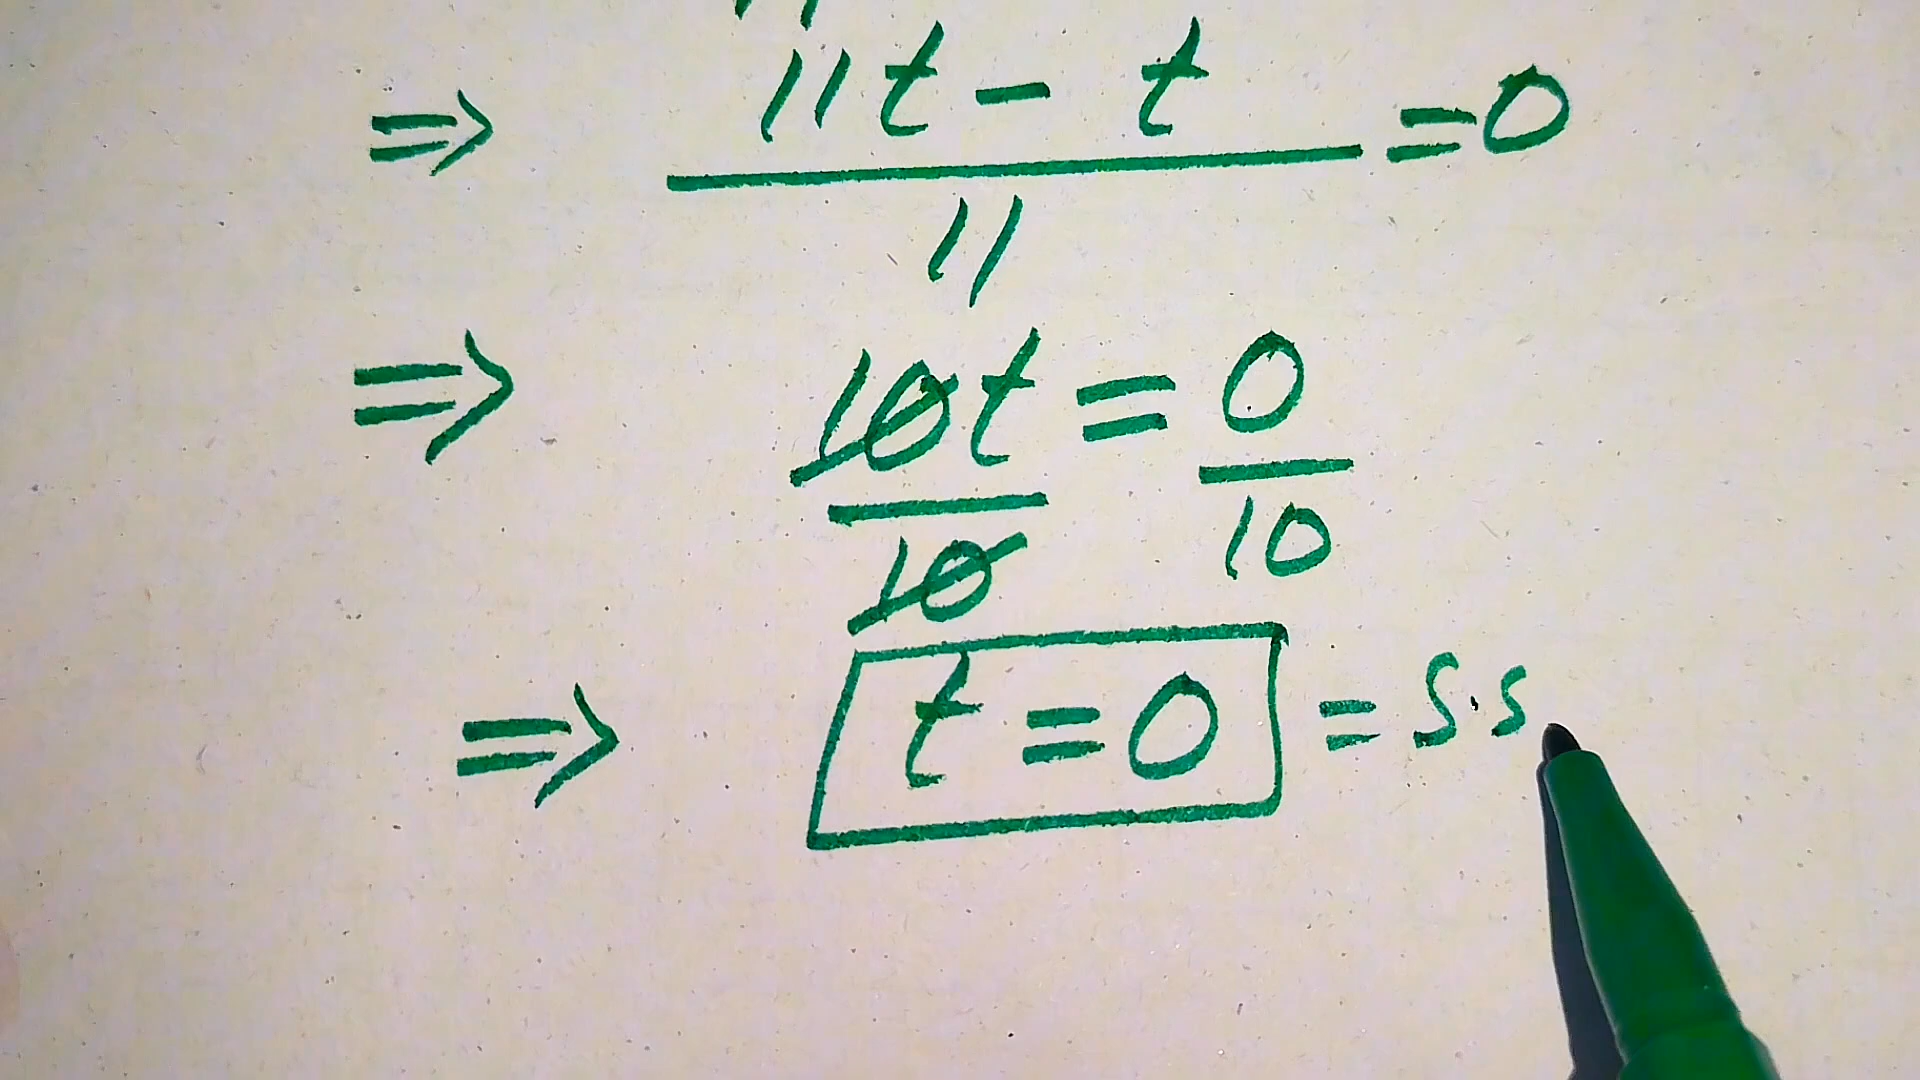 ⇒ 11t - t = 0
11
⇒ 10t = 0
10 10
⇒ t = 0 = s.s